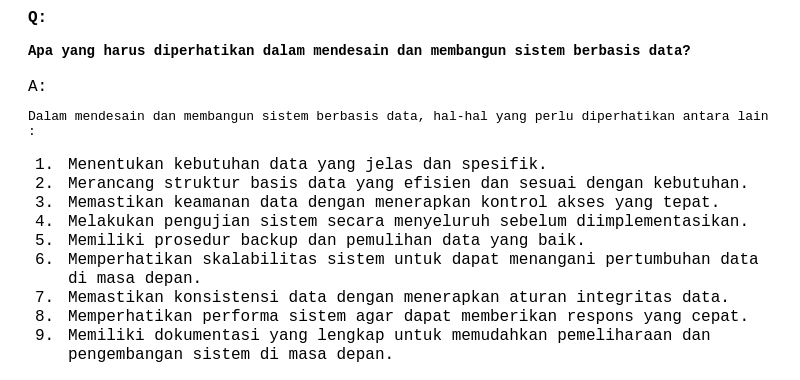 Q:
Apa yang harus diperhatikan dalam mendesain dan membangun sistem berbasis data?
A:
Dalam mendesain dan membangun sistem berbasis data, hal-hal yang perlu diperhatikan antara lain
:
1. Menentukan kebutuhan data yang jelas dan spesifik.
2. Merancang struktur basis data yang efisien dan sesuai dengan kebutuhan.
3. Memastikan keamanan data dengan menerapkan kontrol akses yang tepat.
4. Melakukan pengujian sistem secara menyeluruh sebelum diimplementasikan.
5. Memiliki prosedur backup dan pemulihan data yang baik.
6. Memperhatikan skalabilitas sistem untuk dapat menangani pertumbuhan data
di masa depan.
7. Memastikan konsistensi data dengan menerapkan aturan integritas data.
8. Memperhatikan performa sistem agar dapat memberikan respons yang cepat.
9. Memiliki dokumentasi yang lengkap untuk memudahkan pemeliharaan dan
pengembangan sistem di masa depan.